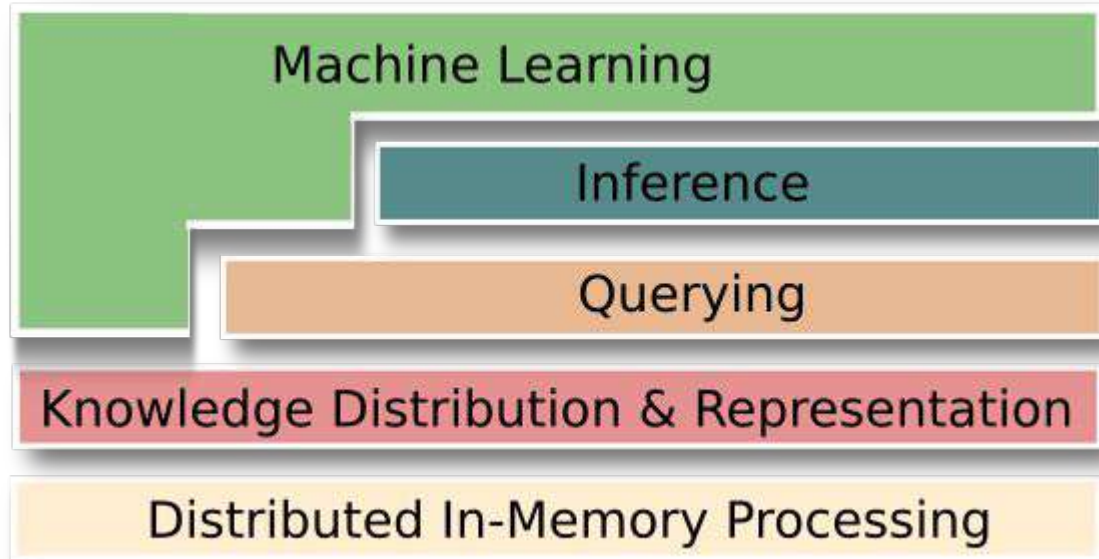 Machine Learning
Inference
Querying
Knowledge Distribution & Representation
Distributed In-Memory Processing